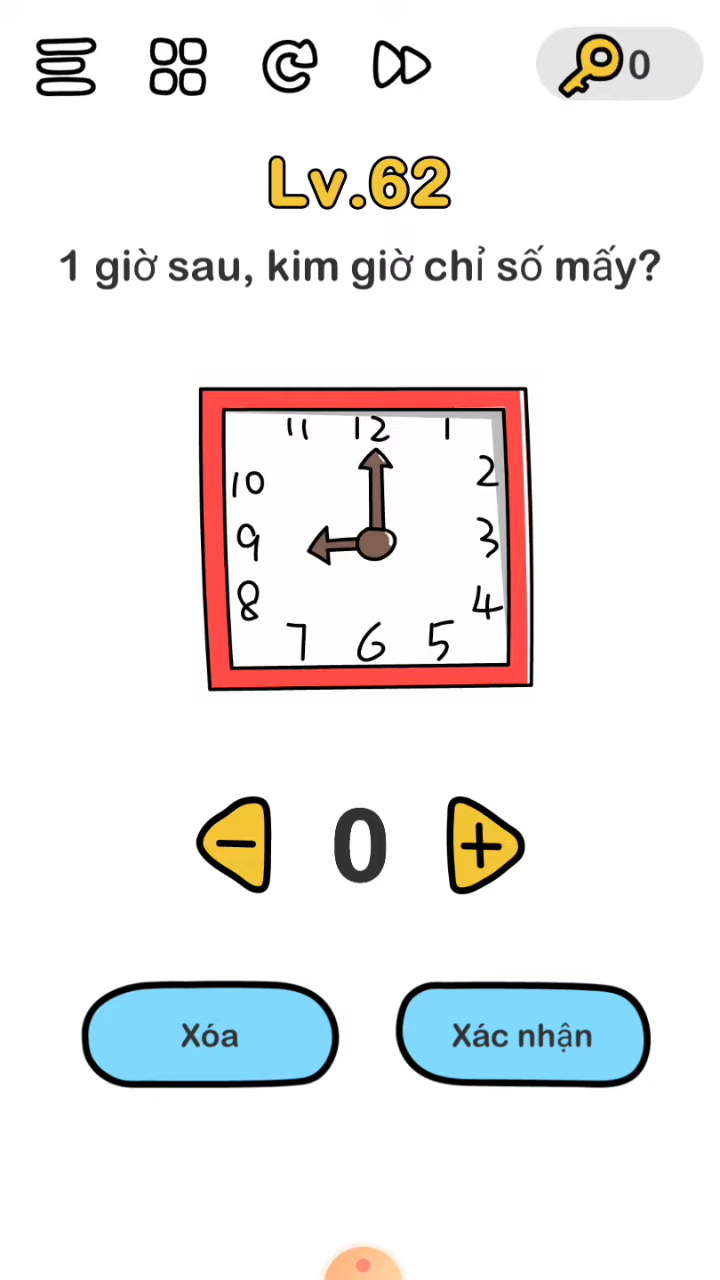 0
Lv.62
1 giờ sau, kim giờ chỉ số mấy?
11 12 1
10 2
9 3
8 4
7 6 5
- 0 +
Xóa Xác nhận